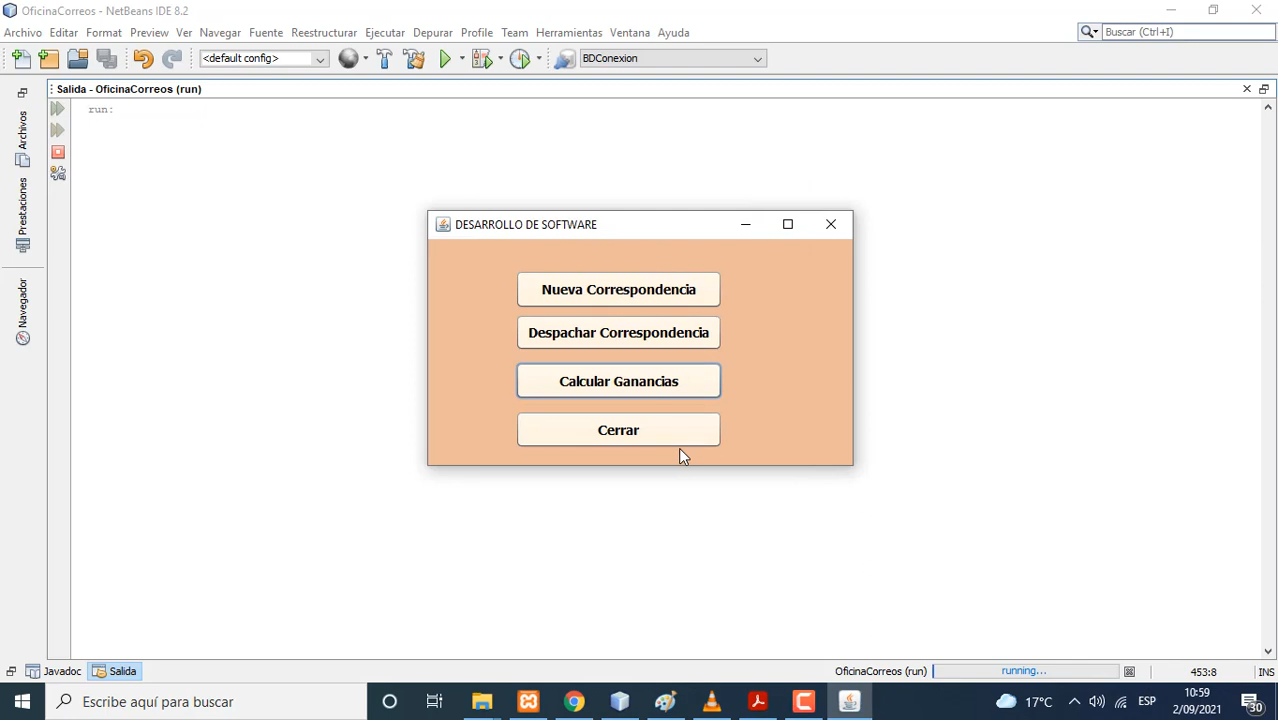 OficinaCorreos - NetBeans IDE 8.2
Archivo Editar Format Preview Ver Navegar Fuente Reestructurar Ejecutar Depurar Profile Team Herramientas Ventana Ayuda
Buscar (Ctrl+I)
<default config>
BDConexion
Salida - OficinaCorreos (run)
run:
Archivos
Prestaciones
Navegador
DESARROLLO DE SOFTWARE
Nueva Correspondencia
Despachar Correspondencia
Calcular Ganancias
Cerrar
Javadoc
Salida
OficinaCorreos (run)
running...
453:8
INS
Escribe aquí para buscar
17°C
ESP
10:59
2/09/2021
30